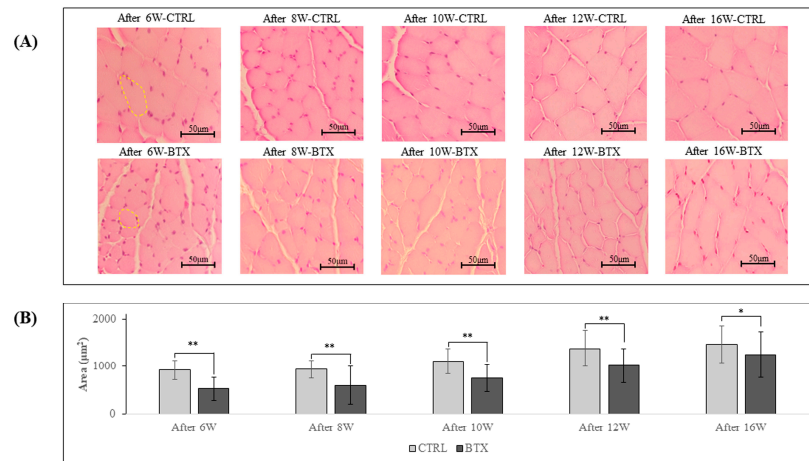 (A)
After 6W-CTRL After 8W-CTRL After 10W-CTRL After 12W-CTRL After 16W-CTRL
50μm 50μm 50μm 50μm 50μm
After 6W-BTX After 8W-BTX After 10W-BTX After 12W-BTX After 16W-BTX
50μm 50μm 50μm 50μm 50μm
(B)
2000
1000
0
Area (μm²)
** ** ** ** *
After 6W After 8W After 10W After 12W After 16W
CTRL BTX